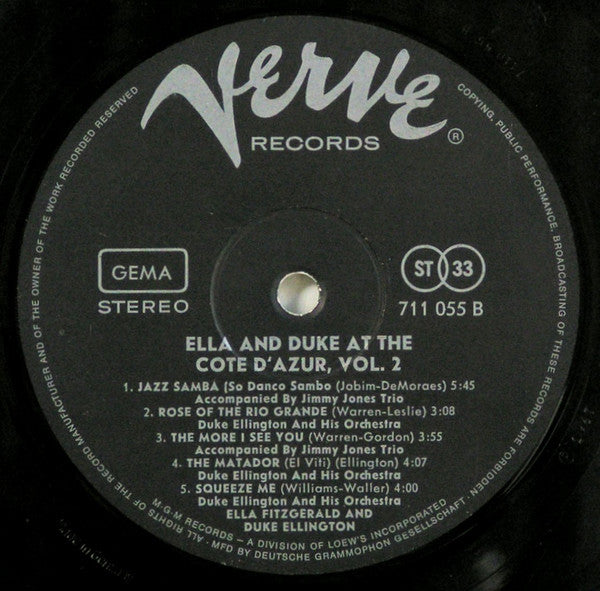 Verve
RECORDS ®
GEMA
STEREO
ST 33
711 055 B
ELLA AND DUKE AT THE
COTE D'AZUR, VOL. 2
1. JAZZ SAMBA (So Danco Sambo (Jobim-DeMoraes) 5:45
Accompanied By Jimmy Jones Trio
2. ROSE OF THE RIO GRANDE (Warren-Leslie) 3:08
Duke Ellington And His Orchestra
3. THE MORE I SEE YOU (Warren-Gordon) 3:55
Accompanied By Jimmy Jones Trio
4. THE MATADOR (El Viti) (Ellington) 4:07
Duke Ellington And His Orchestra
5. SQUEEZE ME (Williams-Waller) 4:00
Duke Ellington And His Orchestra
ELLA FITZGERALD AND
DUKE ELLINGTON
M·G·M RECORDS – A DIVISION OF LOEW'S INCORPORATED
ALL RIGHTS OF THE RECORD MANUFACTURER AND OF THE OWNER OF THE WORK RECORDED RESERVED
COPYING, PUBLIC PERFORMANCE, BROADCASTING OF THESE RECORDS ARE FORBIDDEN · MFD BY DEUTSCHE GRAMMOPHON GESELLSCHAFT ·